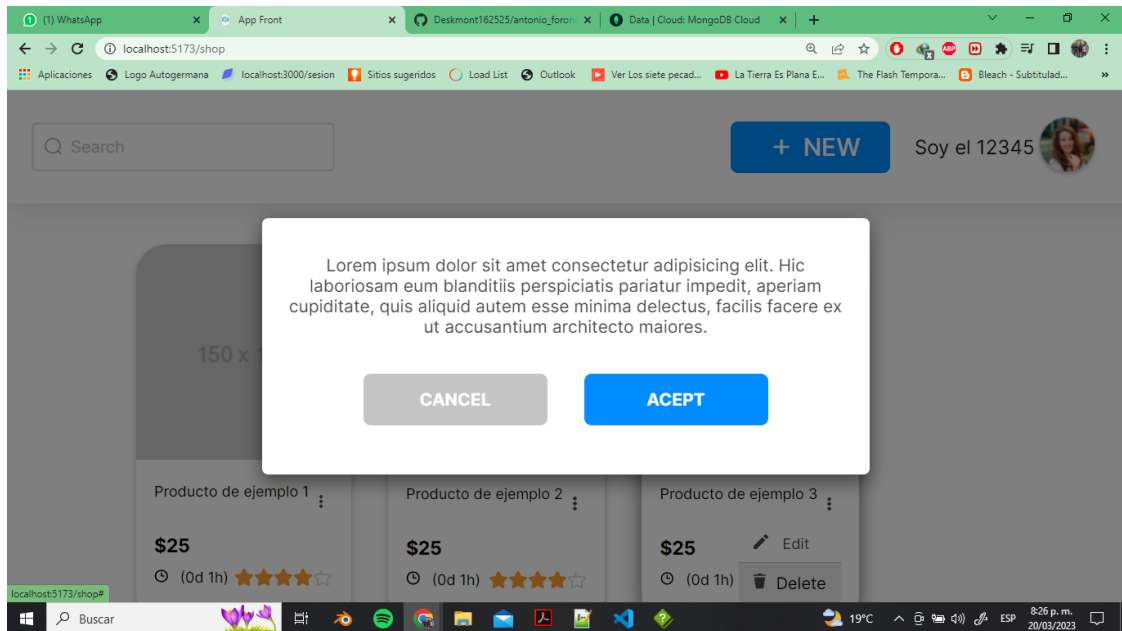 (1) WhatsApp
App Front
Deskmont162525/antonio_foron
Data | Cloud: MongoDB Cloud
localhost:5173/shop
Aplicaciones
Logo Autogermana
localhost:3000/sesion
Sitios sugeridos
Load List
Outlook
Ver Los siete pecad...
La Tierra Es Plana E...
The Flash Tempora...
Bleach - Subtitulad...
»
Search
+ NEW
Soy el 12345
Lorem ipsum dolor sit amet consectetur adipisicing elit. Hic
laboriosam eum blanditiis perspiciatis pariatur impedit, aperiam
cupiditate, quis aliquid autem esse minima delectus, facilis facere ex
ut accusantium architecto maiores.
150 x 1
CANCEL
ACEPT
Producto de ejemplo 1
Producto de ejemplo 2
Producto de ejemplo 3
$25
$25
$25
Edit
(0d 1h)
(0d 1h)
(0d 1h)
Delete
localhost:5173/shop#
Buscar
19°C
ESP
8:26 p. m.
20/03/2023